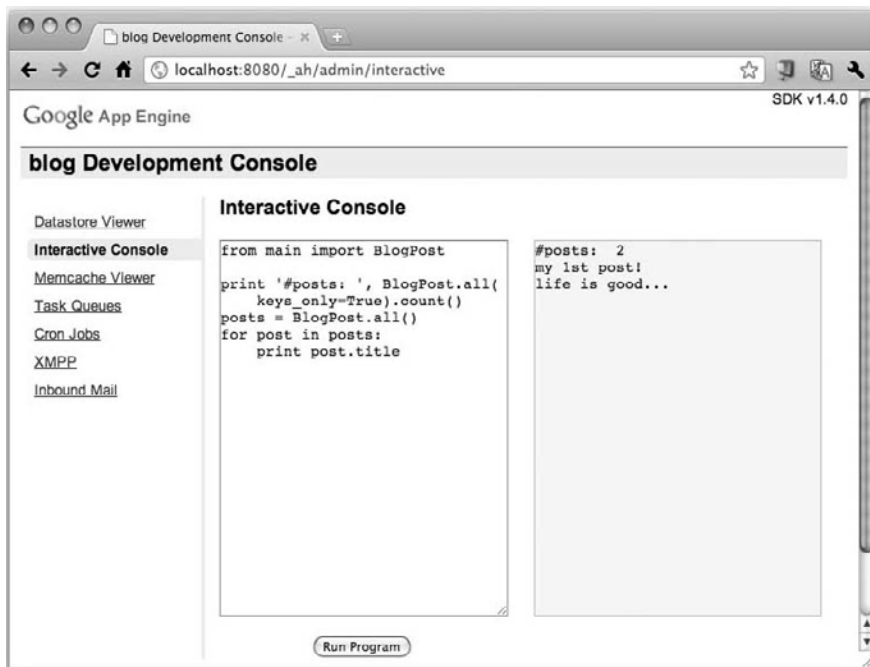 blog Development Console -
localhost:8080/_ah/admin/interactive
SDK v1.4.0
Google App Engine
blog Development Console
Datastore Viewer
Interactive Console
Memcache Viewer
Task Queues
Cron Jobs
XMPP
Inbound Mail
Interactive Console
from main import BlogPost
print '#posts: ', BlogPost.all(
    keys_only=True).count()
posts = BlogPost.all()
for post in posts:
    print post.title
#posts:  2
my 1st post!
life is good...
Run Program